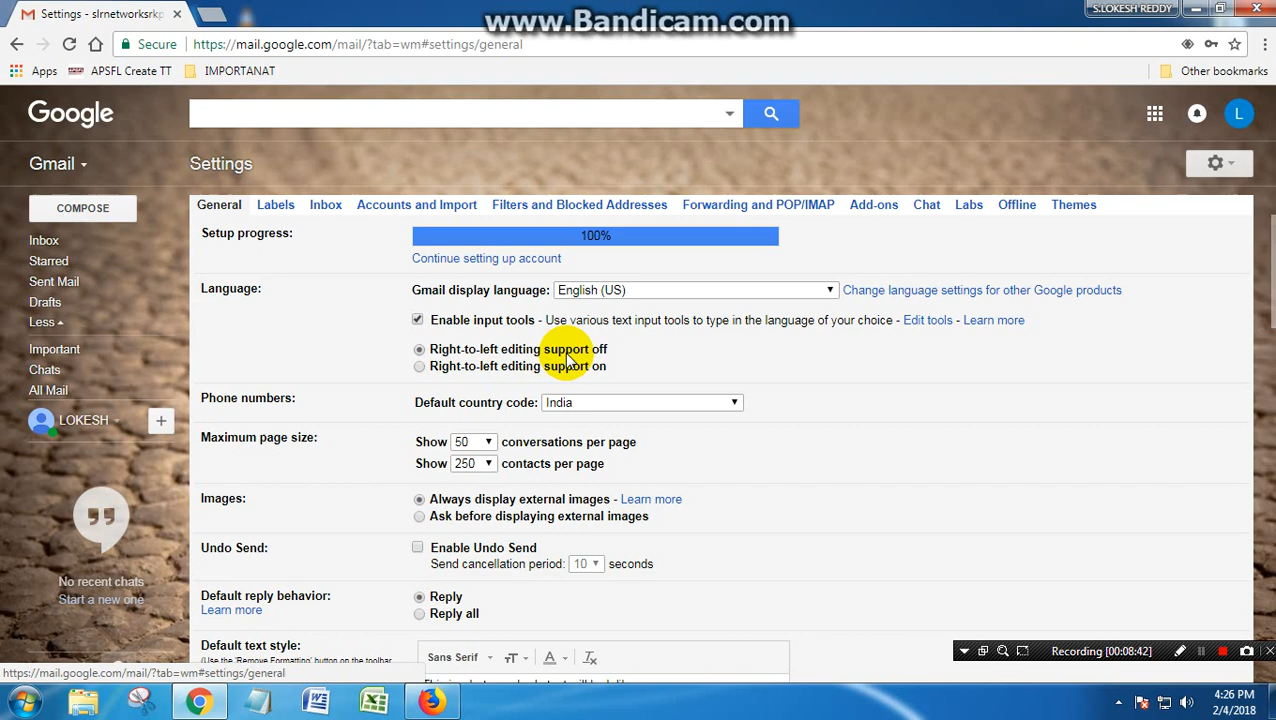 www.Bandicam.com
Settings - slrnetworksrkp
S.LOKESH REDDY
Secure https://mail.google.com/mail/?tab=wm#settings/general
Apps APSFL Create TT IMPORTANAT Other bookmarks
Google
L
Gmail Settings
COMPOSE
General Labels Inbox Accounts and Import Filters and Blocked Addresses Forwarding and POP/IMAP Add-ons Chat Labs Offline Themes
Inbox
Starred
Sent Mail
Drafts
Less
Important
Chats
All Mail
LOKESH
No recent chats
Start a new one
Setup progress: 100%
Continue setting up account
Language: Gmail display language: English (US) Change language settings for other Google products
Enable input tools - Use various text input tools to type in the language of your choice - Edit tools - Learn more
Right-to-left editing support off
Right-to-left editing support on
Phone numbers: Default country code: India
Maximum page size: Show 50 conversations per page
Show 250 contacts per page
Images: Always display external images - Learn more
Ask before displaying external images
Undo Send: Enable Undo Send
Send cancellation period: 10 seconds
Default reply behavior: Reply
Learn more Reply all
Default text style: Sans Serif
(Use the 'Remove Formatting' button on the toolbar
Recording [00:08:42]
https://mail.google.com/mail/?tab=wm#settings/general
4:26 PM
2/4/2018